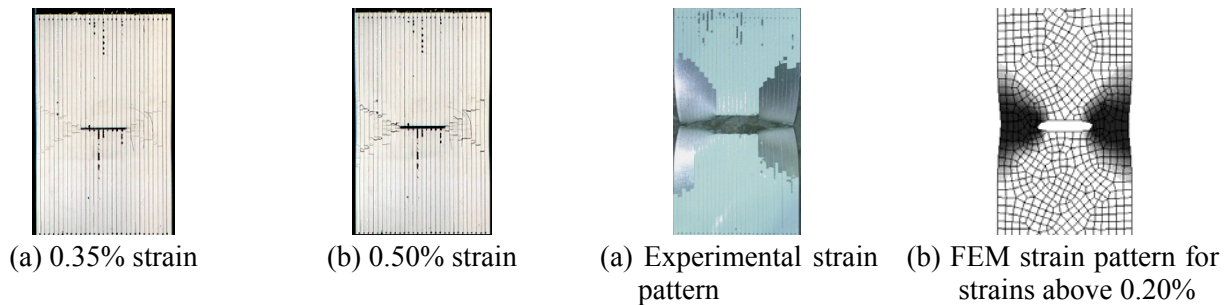 (a) 0.35% strain
(b) 0.50% strain
(a) Experimental strain
pattern
(b) FEM strain pattern for
strains above 0.20%